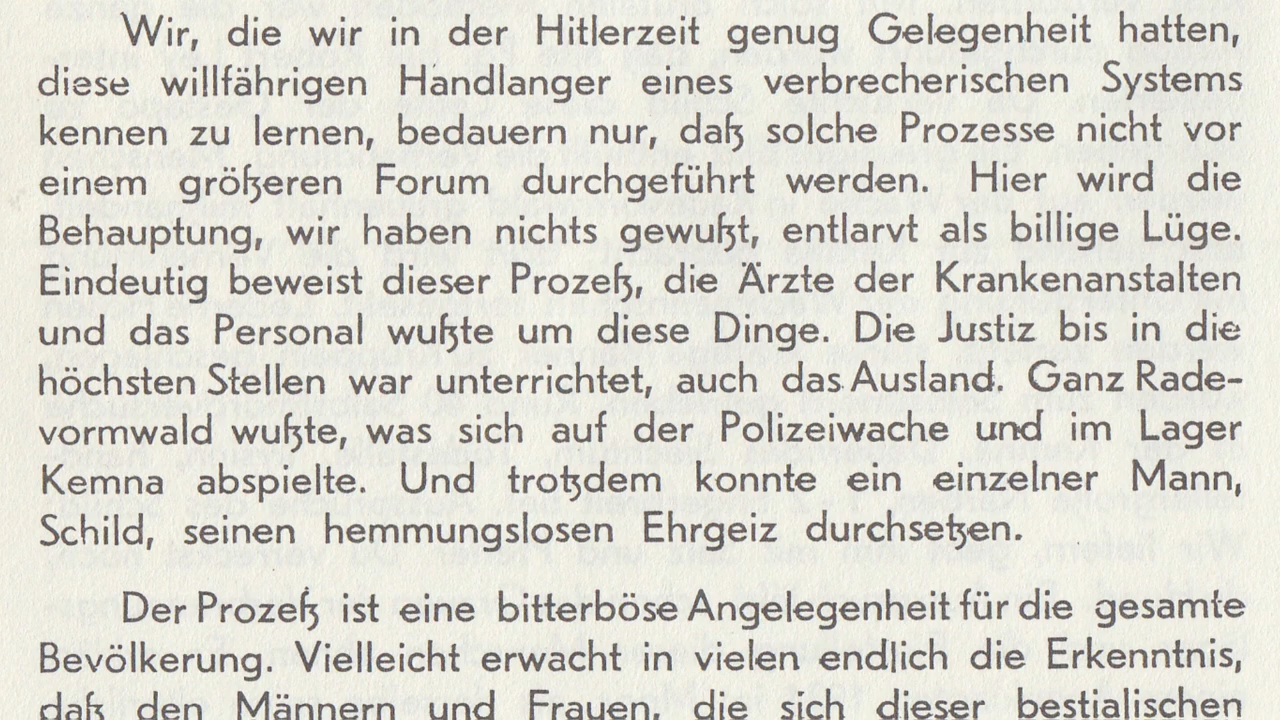 Wir, die wir in der Hitlerzeit genug Gelegenheit hatten,
diese willfährigen Handlanger eines verbrecherischen Systems
kennen zu lernen, bedauern nur, daß solche Prozesse nicht vor
einem größeren Forum durchgeführt werden. Hier wird die
Behauptung, wir haben nichts gewußt, entlarvt als billige Lüge.
Eindeutig beweist dieser Prozeß, die Ärzte der Krankenanstalten
und das Personal wußte um diese Dinge. Die Justiz bis in die
höchsten Stellen war unterrichtet, auch das Ausland. Ganz Rade-
vormwald wußte, was sich auf der Polizeiwache und im Lager
Kemna abspielte. Und trotzdem konnte ein einzelner Mann,
Schild, seinen hemmungslosen Ehrgeiz durchsetzen.
Der Prozeß ist eine bitterböse Angelegenheit für die gesamte
Bevölkerung. Vielleicht erwacht in vielen endlich die Erkenntnis,
daß den Männern und Frauen, die sich dieser bestialischen